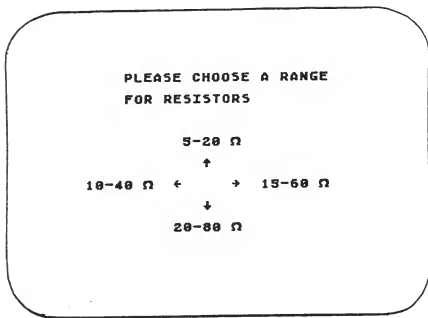 PLEASE CHOOSE A RANGE
FOR RESISTORS
5-20 Ω
↑
10-40 Ω ← → 15-60 Ω
↓
20-80 Ω